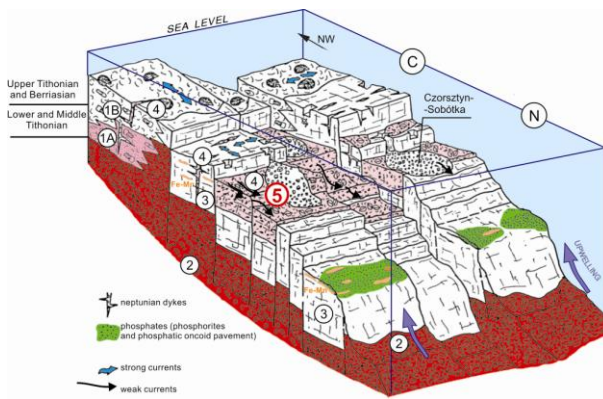 SEA LEVEL
NW
C
N
Czorsztyn-
-Sobótka
Upper Tithonian
and Berriasian
Lower and Middle
Tithonian
1B
4
1A
4
4
5
Fe-Mn
3
2
Fe-Mn
3
2
UPWELLING
neptunian dykes
phosphates (phosphorites
and phosphatic oncoid pavement)
strong currents
weak currents